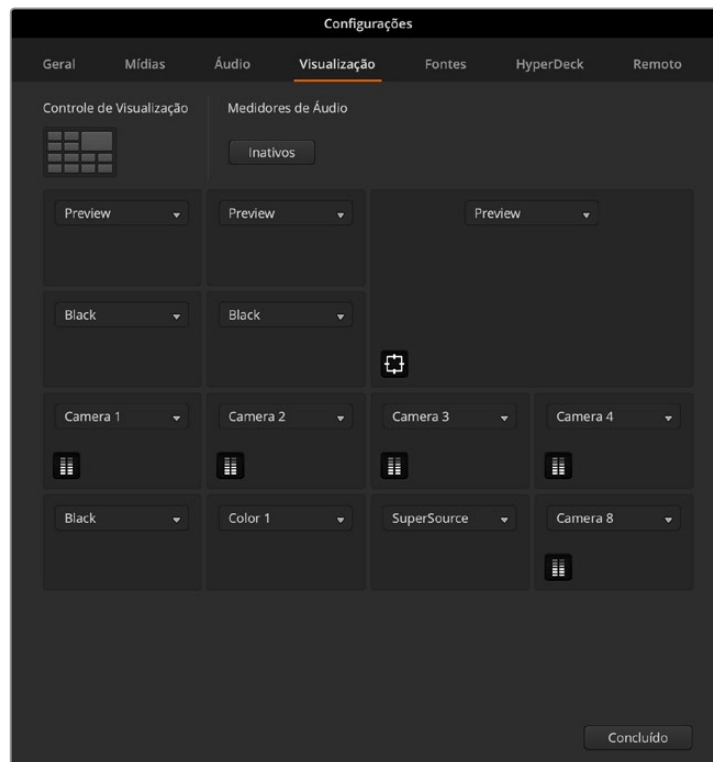 Configurações
Geral Mídias Áudio Visualização Fontes HyperDeck Remoto
Controle de Visualização Medidores de Áudio
Inativos
Preview Preview Preview
Black Black
Camera 1 Camera 2 Camera 3 Camera 4
Black Color 1 SuperSource Camera 8
Concluído